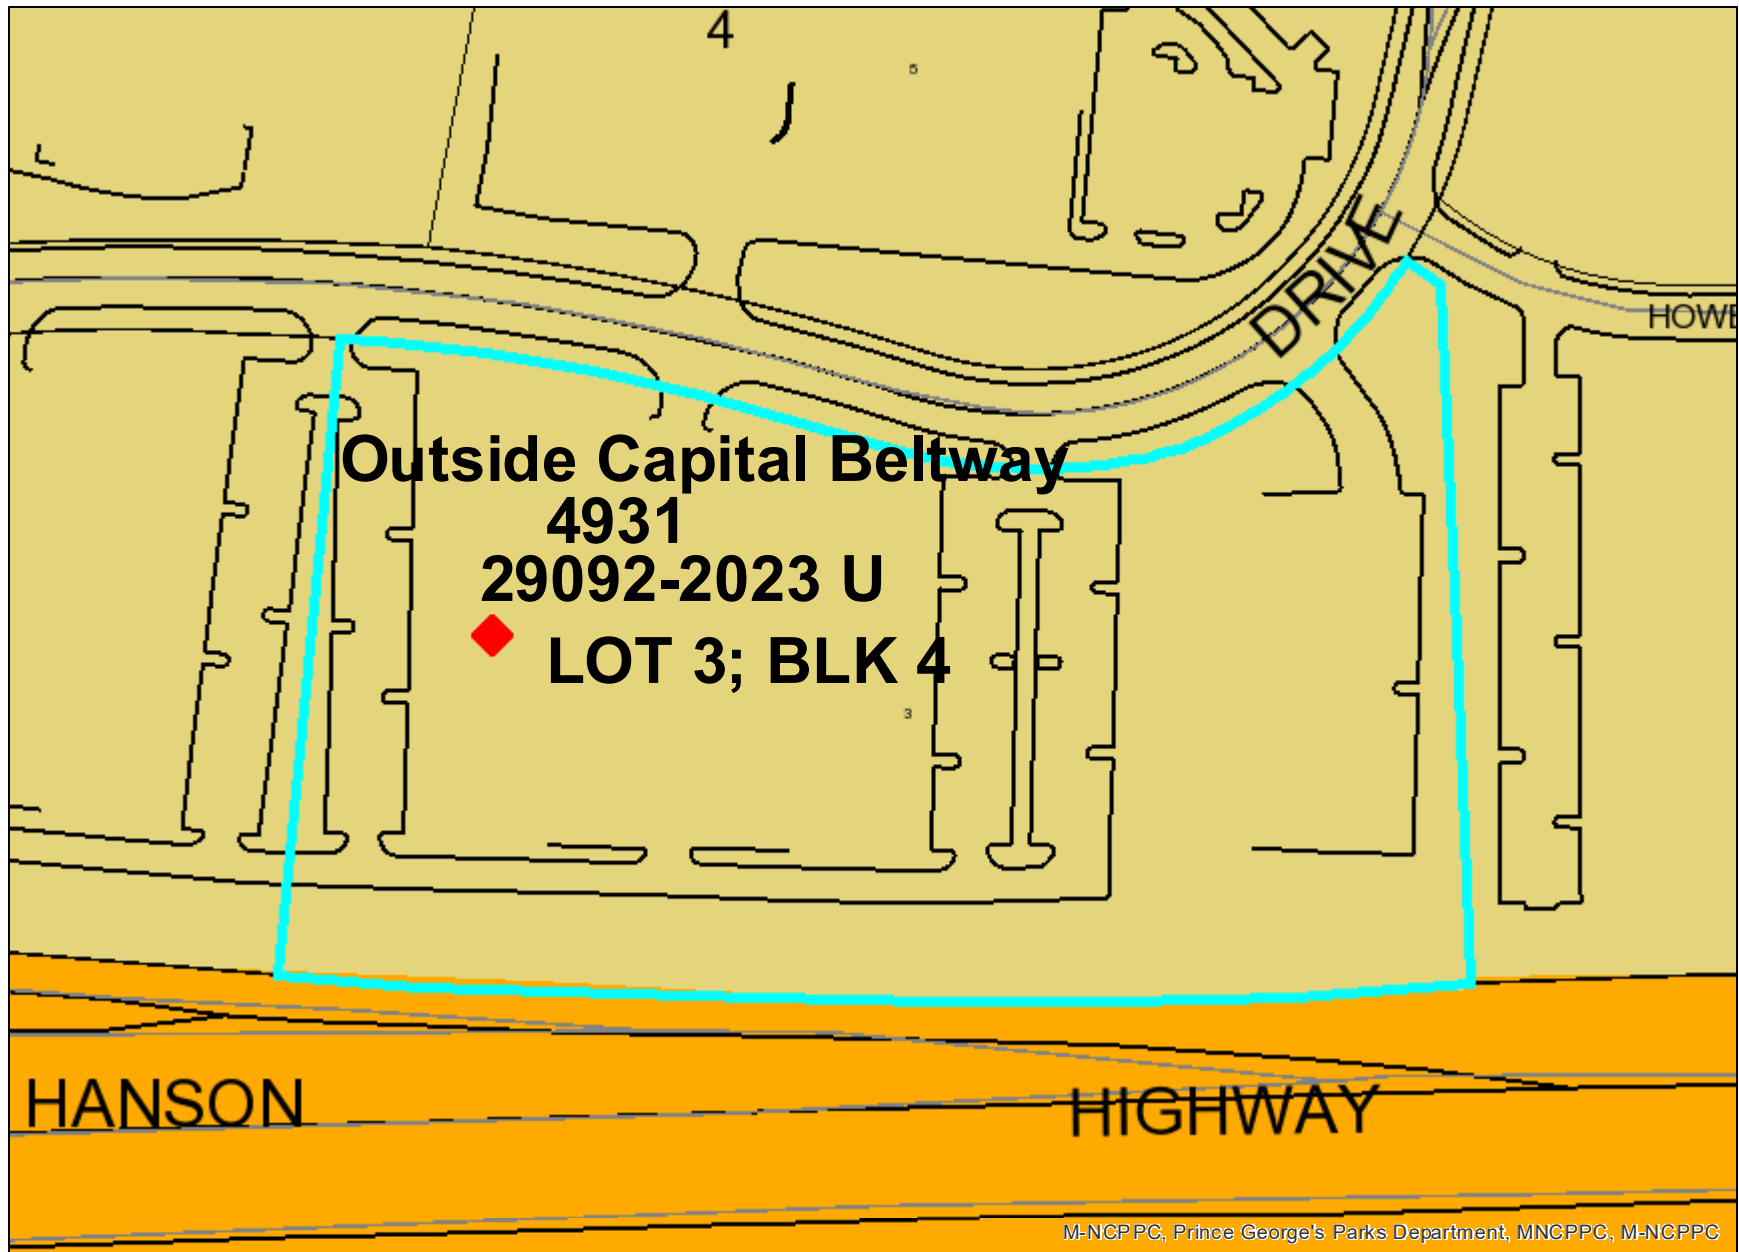 4
5
DRIVE
HOWE
Outside Capital Beltway
4931
29092-2023 U
LOT 3; BLK 4
3
HANSON HIGHWAY
M-NCPPC, Prince George's Parks Department, MNCPPC, M-NCPPC